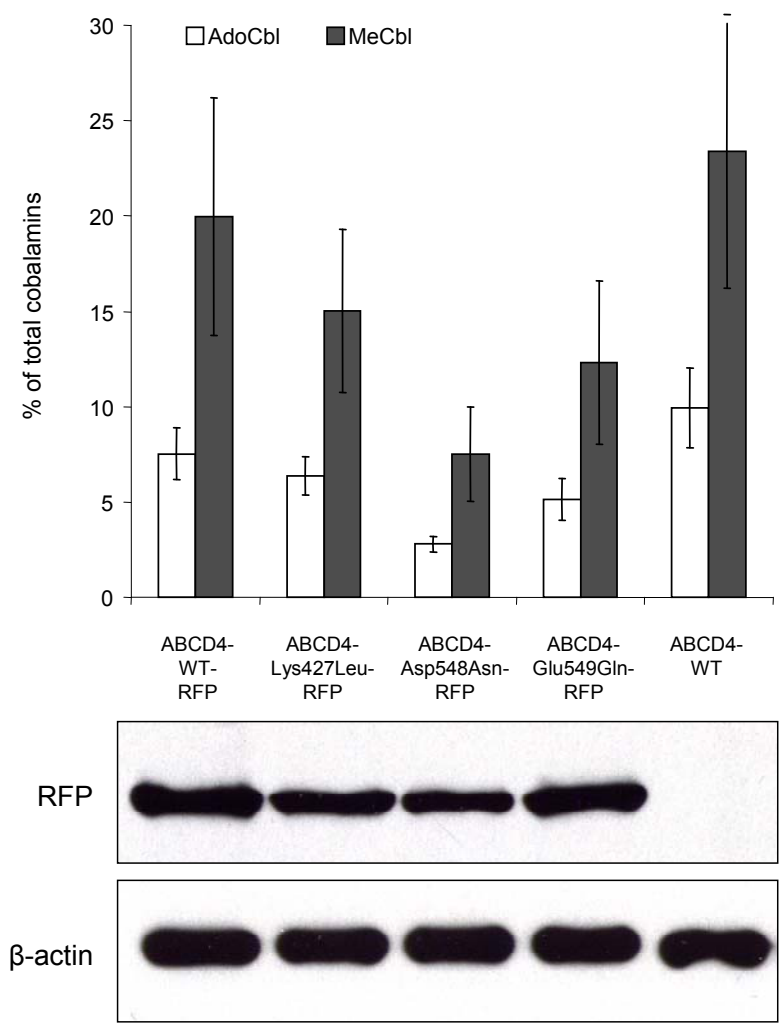 AdoCbl MeCbl
% of total cobalamins
30
25
20
15
10
5
0
ABCD4-
WT-
RFP
ABCD4-
Lys427Leu-
RFP
ABCD4-
Asp548Asn-
RFP
ABCD4-
Glu549Gln-
RFP
ABCD4-
WT
RFP
β-actin